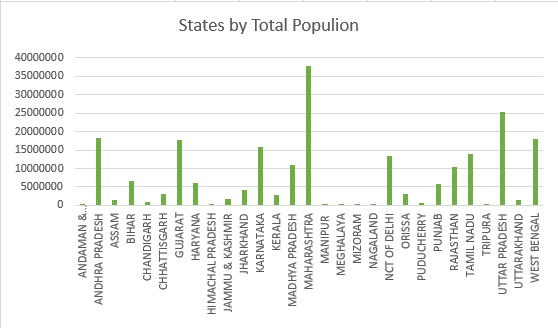 States by Total Populion
40000000
35000000
30000000
25000000
20000000
15000000
10000000
5000000
0
ANDAMAN &...
ANDHRA PRADESH
ASSAM
BIHAR
CHANDIGARH
CHHATTISGARH
GUJARAT
HARYANA
HIMACHAL PRADESH
JAMMU & KASHMIR
JHARKHAND
KARNATAKA
KERALA
MADHYA PRADESH
MAHARASHTRA
MANIPUR
MEGHALAYA
MIZORAM
NAGALAND
NCT OF DELHI
ORISSA
PUDUCHERRY
PUNJAB
RAJASTHAN
TAMIL NADU
TRIPURA
UTTAR PRADESH
UTTARAKHAND
WEST BENGAL